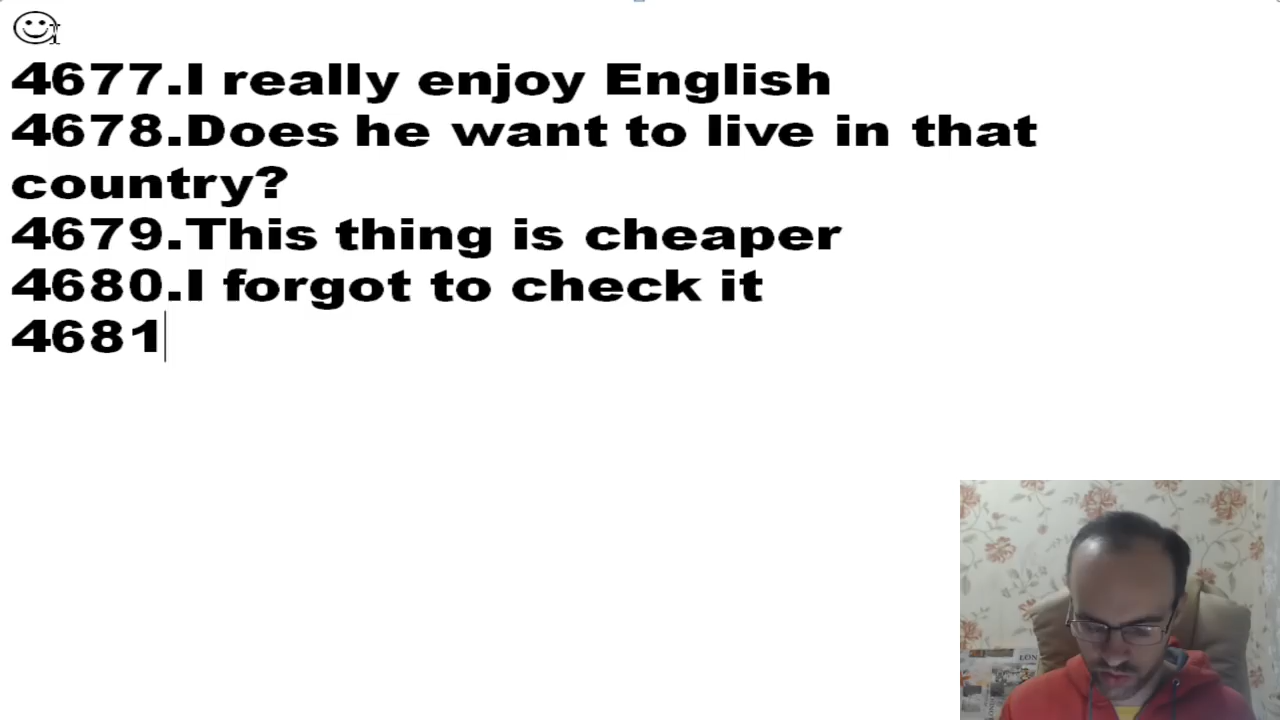 4677.I really enjoy English
4678.Does he want to live in that
country?
4679.This thing is cheaper
4680.I forgot to check it
4681